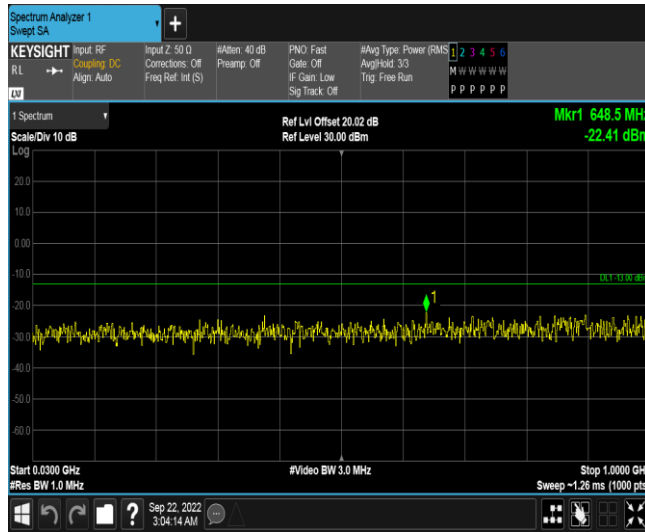 Spectrum Analyzer 1
Swept SA
+
KEYSIGHT Input: RF Input Z: 50 Ω #Atten: 40 dB PNO: Fast #Avg Type: Power (RMS 1 2 3 4 5 6
RL Coupling: DC Corrections: Off Preamp: Off Gate: Off Avg|Hold: 3/3 M W W W W W
Align: Auto Freq Ref: Int (S) IF Gain: Low Trig: Free Run
LXI Sig Track: Off P P P P P P
1 Spectrum
Ref Lvl Offset 20.02 dB Mkr1 648.5 MHz
Scale/Div 10 dB Ref Level 30.00 dBm -22.41 dBm
Log
20.0
10.0
0.00
-10.0
DL1 -13.00 dBm
1
-20.0
-30.0
-40.0
-50.0
-60.0
Start 0.0300 GHz #Video BW 3.0 MHz Stop 1.0000 GH
#Res BW 1.0 MHz Sweep ~1.26 ms (1000 pts
? Sep 22, 2022
3:04:14 AM